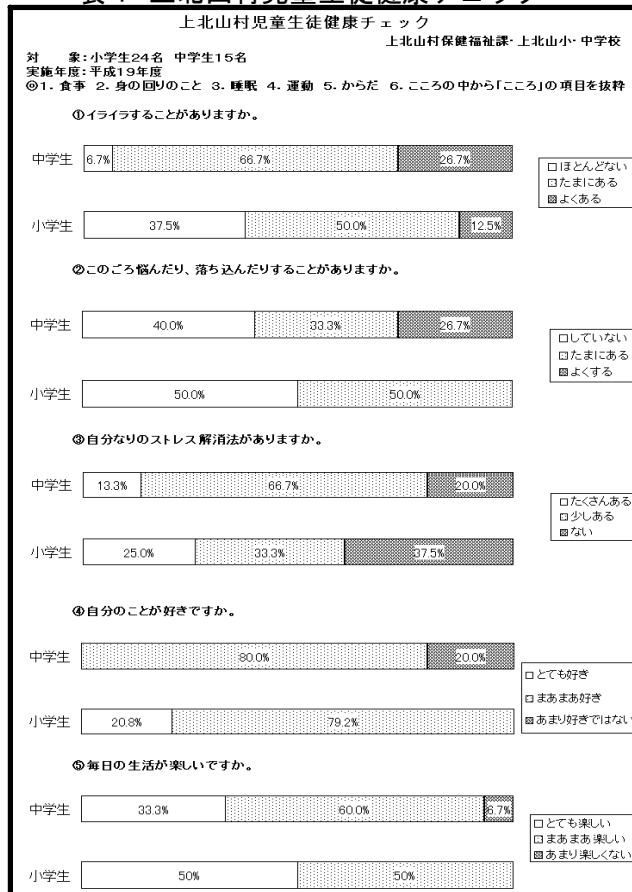 上北山村児童生徒健康チェック
上北山村保健福祉課・上北山小・中学校
対　象:小学生24名 中学生15名
実施年度:平成19年度
◎1. 食事 2. 身の回りのこと 3. 睡眠 4. 運動 5. からだ 6. こころの中から「こころ」の項目を抜粋
①イライラすることがありますか。
中学生 6.7% 66.7% 26.7%
小学生 37.5% 50.0% 12.5%
□ほとんどない
たまにある
よくある
②このごろ悩んだり、落ち込んだりすることがありますか。
中学生 40.0% 33.3% 26.7%
小学生 50.0% 50.0%
□していない
たまにある
よくする
③自分なりのストレス解消法がありますか。
中学生 13.3% 66.7% 20.0%
小学生 25.0% 33.3% 37.5%
□たくさんある
少しある
ない
④自分のことが好きですか。
中学生 80.0% 20.0%
小学生 20.8% 79.2%
□とても好き
まあまあ好き
あまり好きではない
⑤毎日の生活が楽しいですか。
中学生 33.3% 60.0% 6.7%
小学生 50% 50%
□とても楽しい
まあまあ楽しい
あまり楽しくない